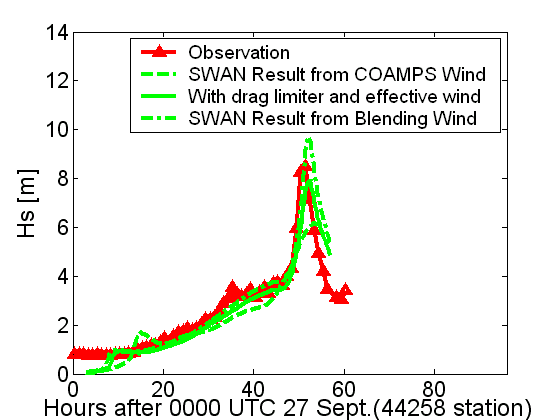 14
12
10
8
6
4
2
0
Hs [m]
Observation
SWAN Result from COAMPS Wind
With drag limiter and effective wind
SWAN Result from Blending Wind
0 20 40 60 80
Hours after 0000 UTC 27 Sept.(44258 station)